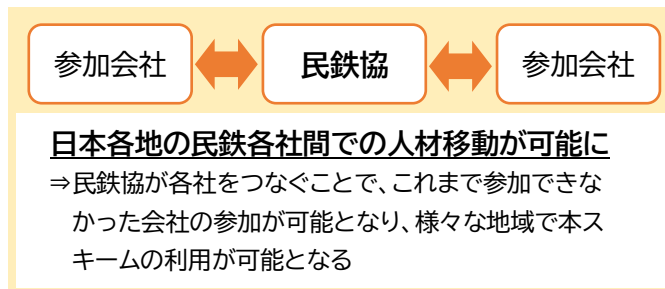 参加会社 民鉄協 参加会社
日本各地の民鉄各社間での人材移動が可能に
⇒民鉄協が各社をつなぐことで、これまで参加できな
かった会社の参加が可能となり、様々な地域で本ス
キームの利用が可能となる